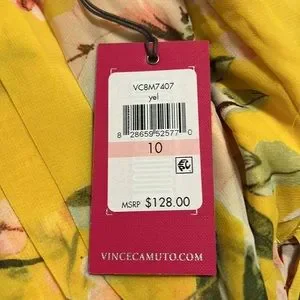 VC8M7407
yel
8 28659 52577 0
10
MSRP $128.00
VINCECAMUTO.COM